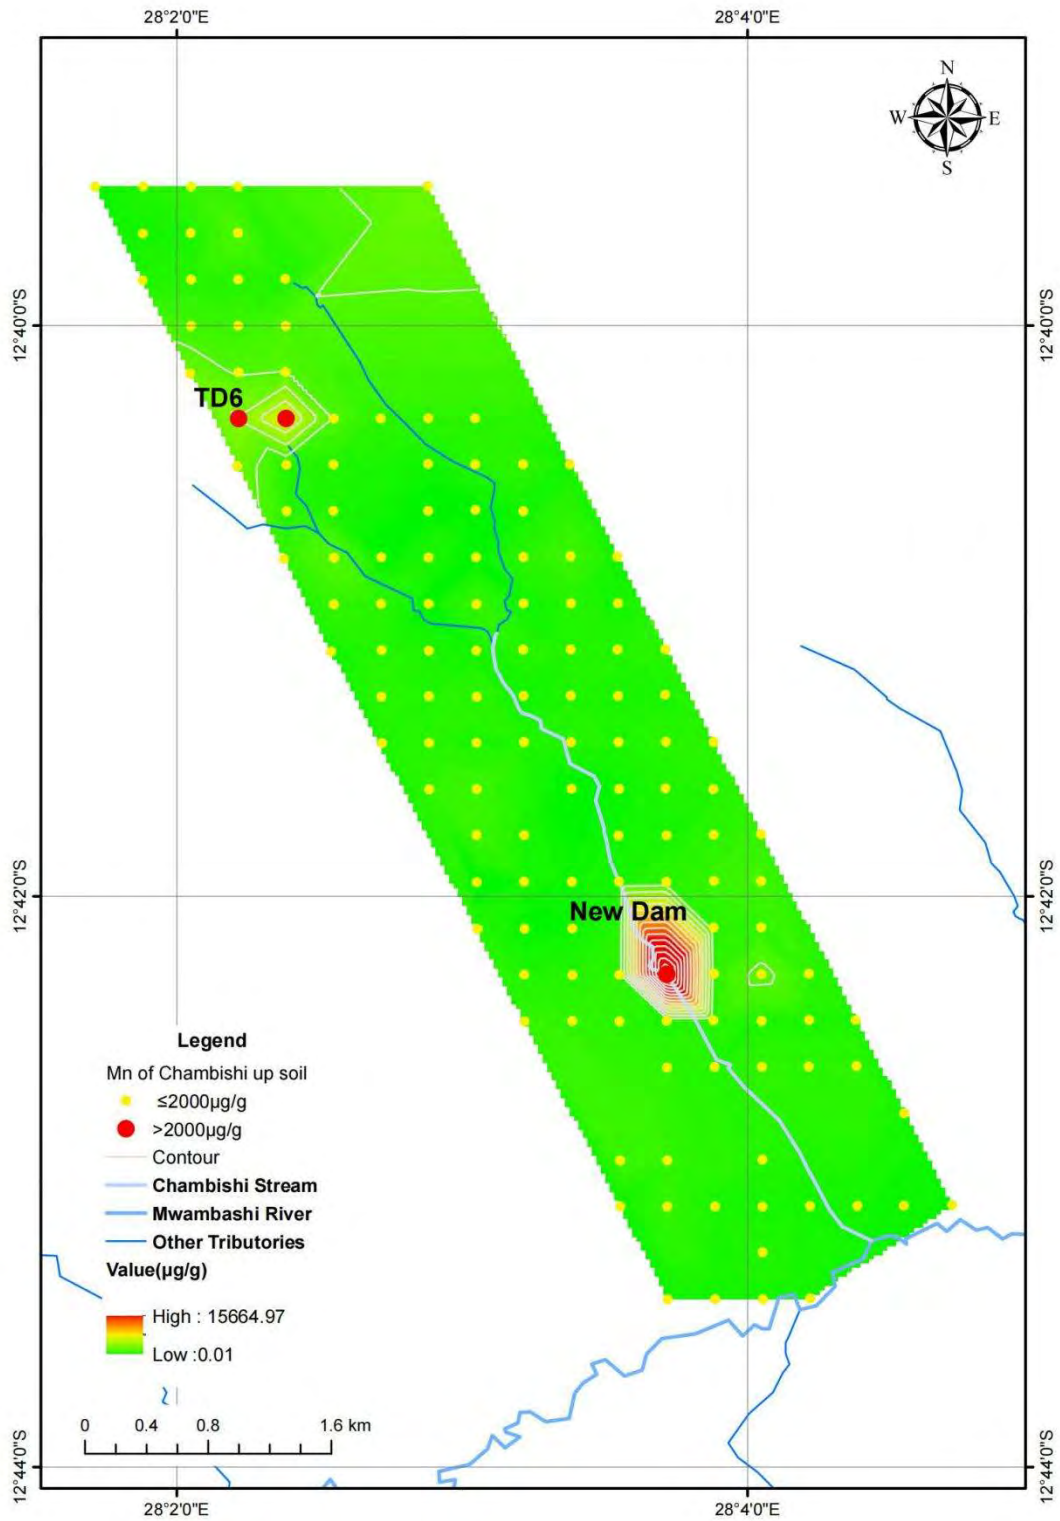 28°2'0"E
28°4'0"E
N
W
E
S
12°40'0"S
12°40'0"S
TD6
12°42'0"S
12°42'0"S
New Dam
Legend
Mn of Chambishi up soil
≤2000µg/g
>2000µg/g
Contour
Chambishi Stream
Mwambashi River
Other Tributories
Value(µg/g)
High : 15664.97
Low :0.01
0 0.4 0.8 1.6 km
12°44'0"S
12°44'0"S
28°2'0"E
28°4'0"E